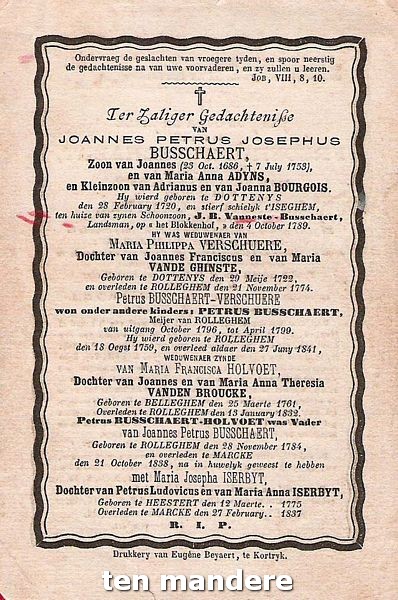 Ondervraeg de geslachten van vroegere tyden, en spoor neerstig
de gedachtenisse na van uwe voorvaderen, en zy zullen u leeren.
JOB, VIII, 8, 10.
Ter Zaliger Gedachteniße
VAN
JOANNES PETRUS JOSEPHUS
BUSSCHAERT,
Zoon van Joannes (23 Oct. 1686, + 7 July 1753),
en van Maria Anna ADYNS,
en Kleinzoon van Adrianus en van Joanna BOURGOIS.
Hy wierd geboren te DOTTENYS
den 28 February 1720, en stierf schielyk t'ISEGHEM,
ten huize van zynen Schoonzoon, J. B. Vanneste-Busschaert,
Landsman, op « het Blokkenhof, » den 4 October 1789.
HY WAS WEDUWENAER VAN
MARIA PHILIPPA VERSCHUERE,
Dochter van Joannes Franciscus en van Maria
VANDE GHINSTE,
Geboren te DOTTENYS den 20 Meije 1722,
en overleden te ROLLEGHEM den 21 November 1774.
Petrus BUSSCHAERT-VERSCHUERE
won onder andere kinders: PETRUS BUSSCHAERT,
Meijer van ROLLEGHEM
van uitgang October 1796, tot April 1799.
Hy wierd geboren te ROLLEGHEM
den 18 Oegst 1759, en overleed aldaer den 27 Juny 1841,
WEDUWENAER ZYNDE
VAN MARIA FRANCISCA HOLVOET,
Dochter van Joannes en van Maria Anna Theresia
VANDEN BROUCKE,
Geboren te BELLEGHEM den 25 Maerte 1761,
Overleden te ROLLEGHEM den 13 January 1832.
Petrus BUSSCHAERT-HOLVOET was Vader
van Joannes Petrus BUSSCHAERT,
Geboren te ROLLEGHEM den 28 November 1784,
en overleden te MARCKE
den 21 October 1838, na in huwelyk geweest te hebben
met Maria Josepha ISERBYT,
Dochter van Petrus Ludovicus en van Maria Anna ISERBYT,
Geboren te HEESTERT den 12 Maerte. . 1775
Overleden te MARCKE den 27 February. . 1837
R. I. P.
Drukkery van Eugène Beyaert, te Kortryk.
ten mandere